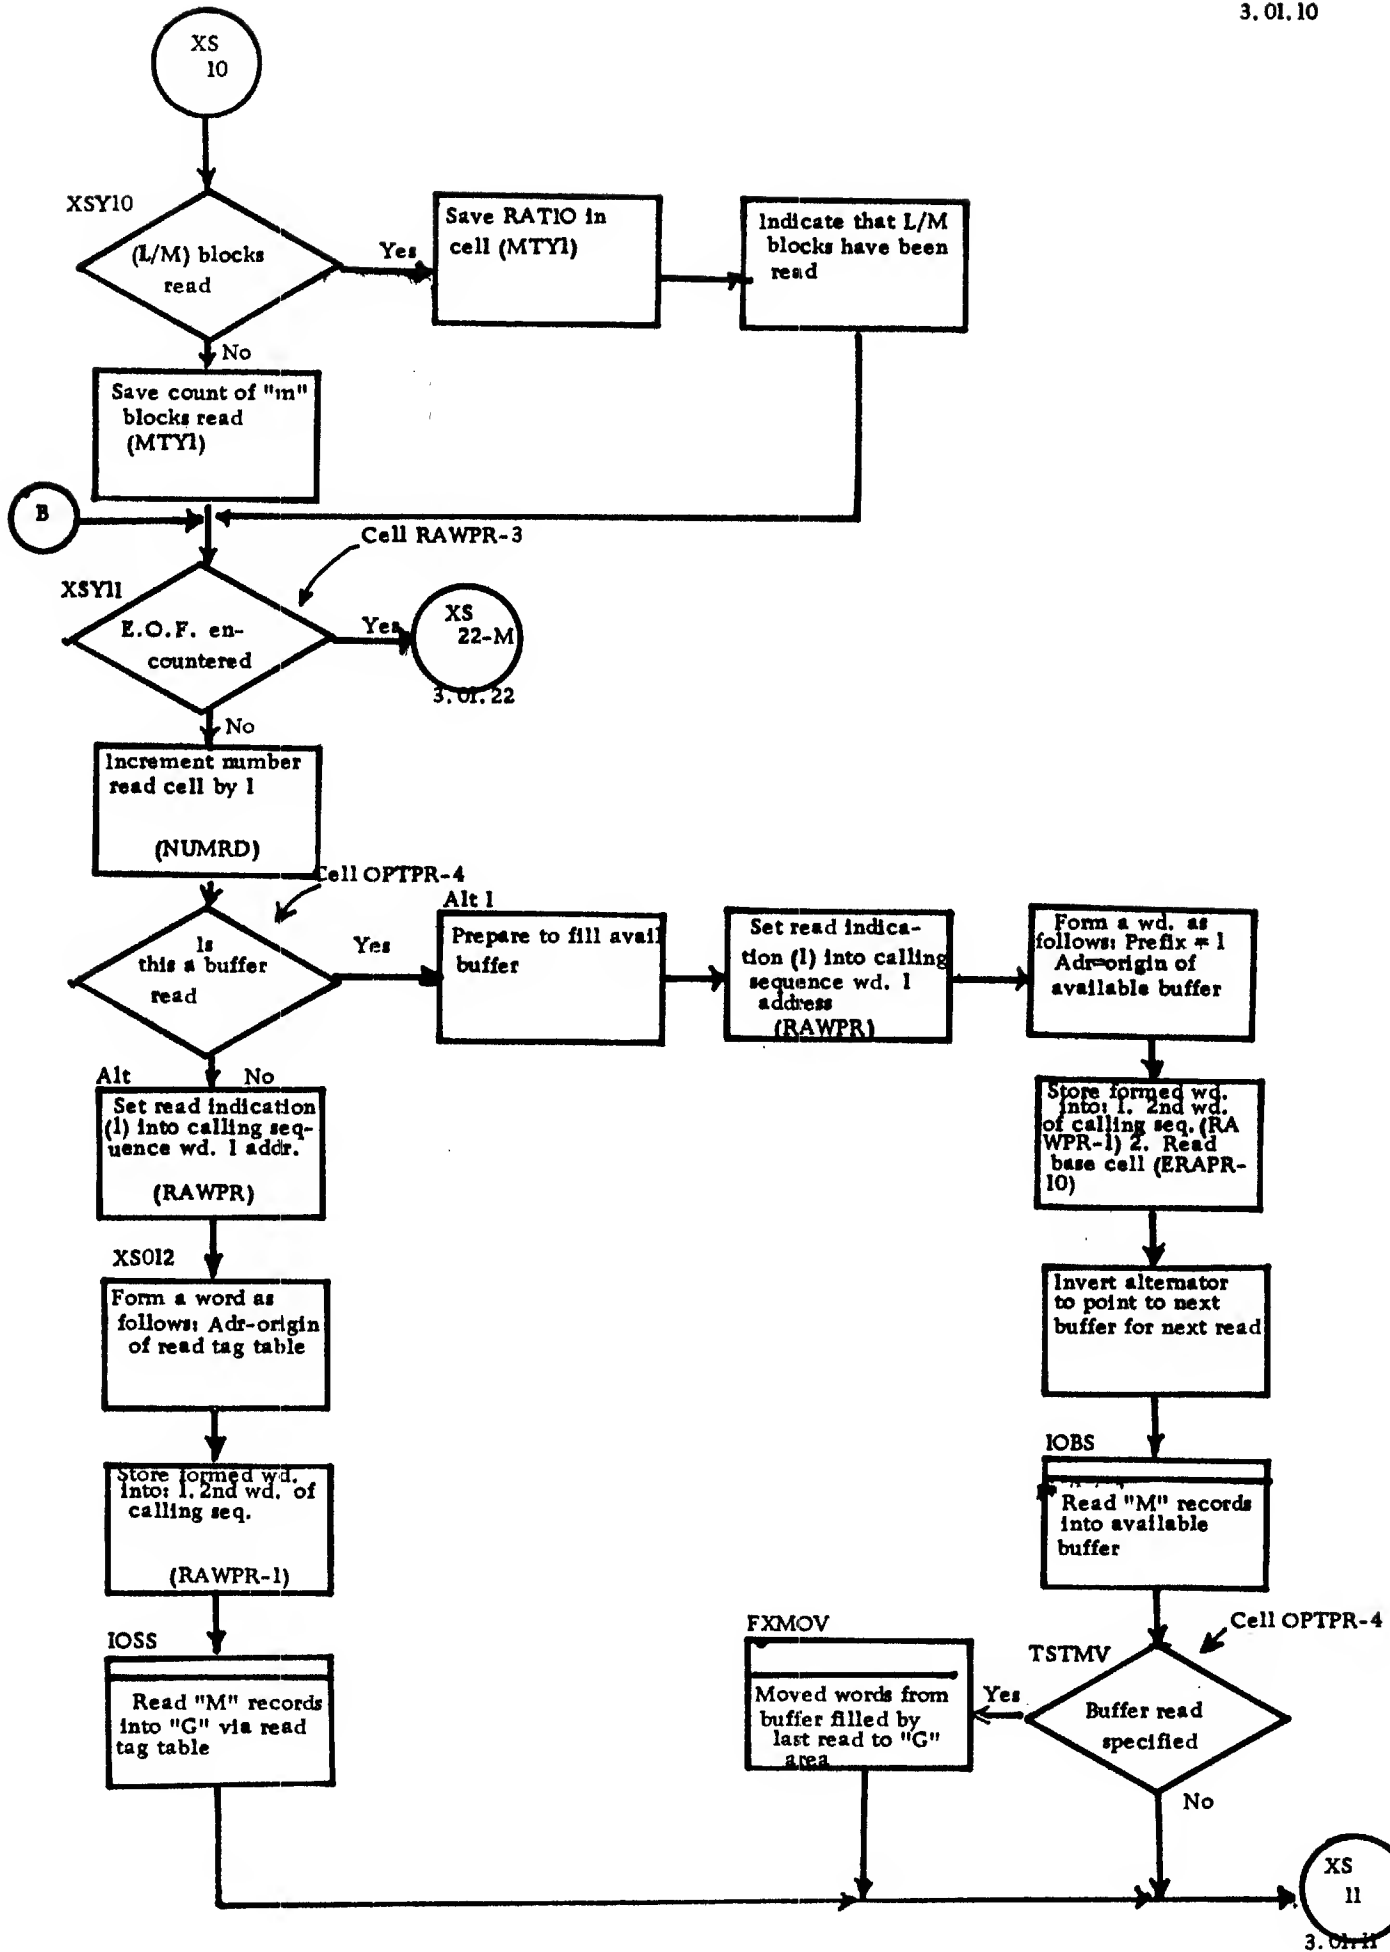 3.01.10
XS
10
XSY10
(L/M) blocks
read
Yes
Save RATIO in
cell (MTY1)
Indicate that L/M
blocks have been
read
No
Save count of "m"
blocks read
(MTY1)
B
Cell RAWPR-3
XSY11
E.O.F. en-
countered
Yes
XS
22-M
3.01.22
No
Increment number
read cell by 1
(NUMRD)
Cell OPTPR-4
Is
this a buffer
read
Yes
Alt 1
Prepare to fill avail
buffer
Set read indica-
tion (1) into calling
sequence wd. 1
address
(RAWPR)
Form a wd. as
follows: Prefix = 1
Adr=origin of
available buffer
No
Alt
Set read indication
(1) into calling seq-
uence wd. 1 addr.
(RAWPR)
Store formed wd.
into: 1. 2nd wd.
of calling seq. (RA
WPR-1) 2. Read
base cell (ERAPR-
10)
XS012
Form a word as
follows: Adr-origin
of read tag table
Invert alternator
to point to next
buffer for next read
Store formed wd.
into: 1. 2nd wd. of
calling seq.
(RAWPR-1)
IOBS
Read "M" records
into available
buffer
IOSS
Read "M" records
into "G" via read
tag table
FXMOV
Moved words from
buffer filled by
last read to "G"
area
Yes
TSTMV
Cell OPTPR-4
Buffer read
specified
No
XS
11
3.01.11